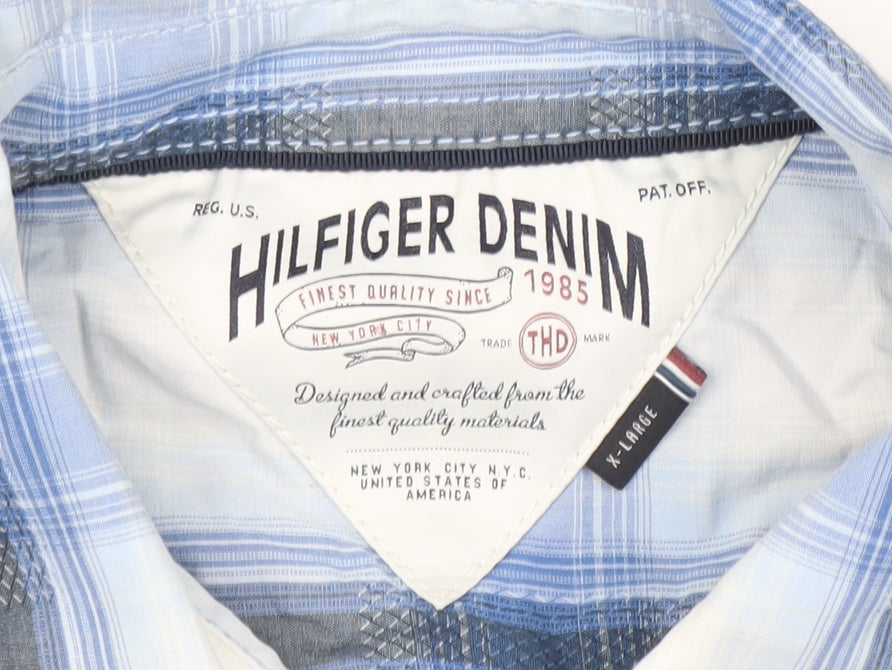 REG. U.S.
PAT. OFF.
HILFIGER DENIM
FINEST QUALITY SINCE
1985
NEW YORK CITY
TRADE
THD
MARK
Designed and crafted from the
finest quality materials
NEW YORK CITY N.Y.C.
UNITED STATES OF
AMERICA
X-LARGE